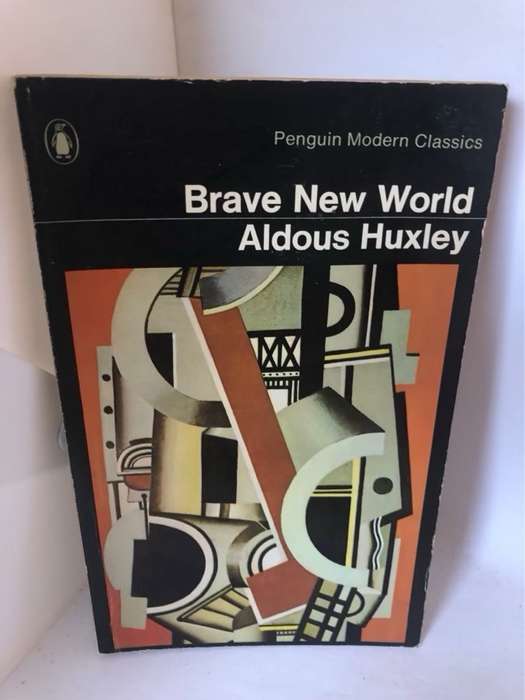 Penguin Modern Classics
Brave New World
Aldous Huxley